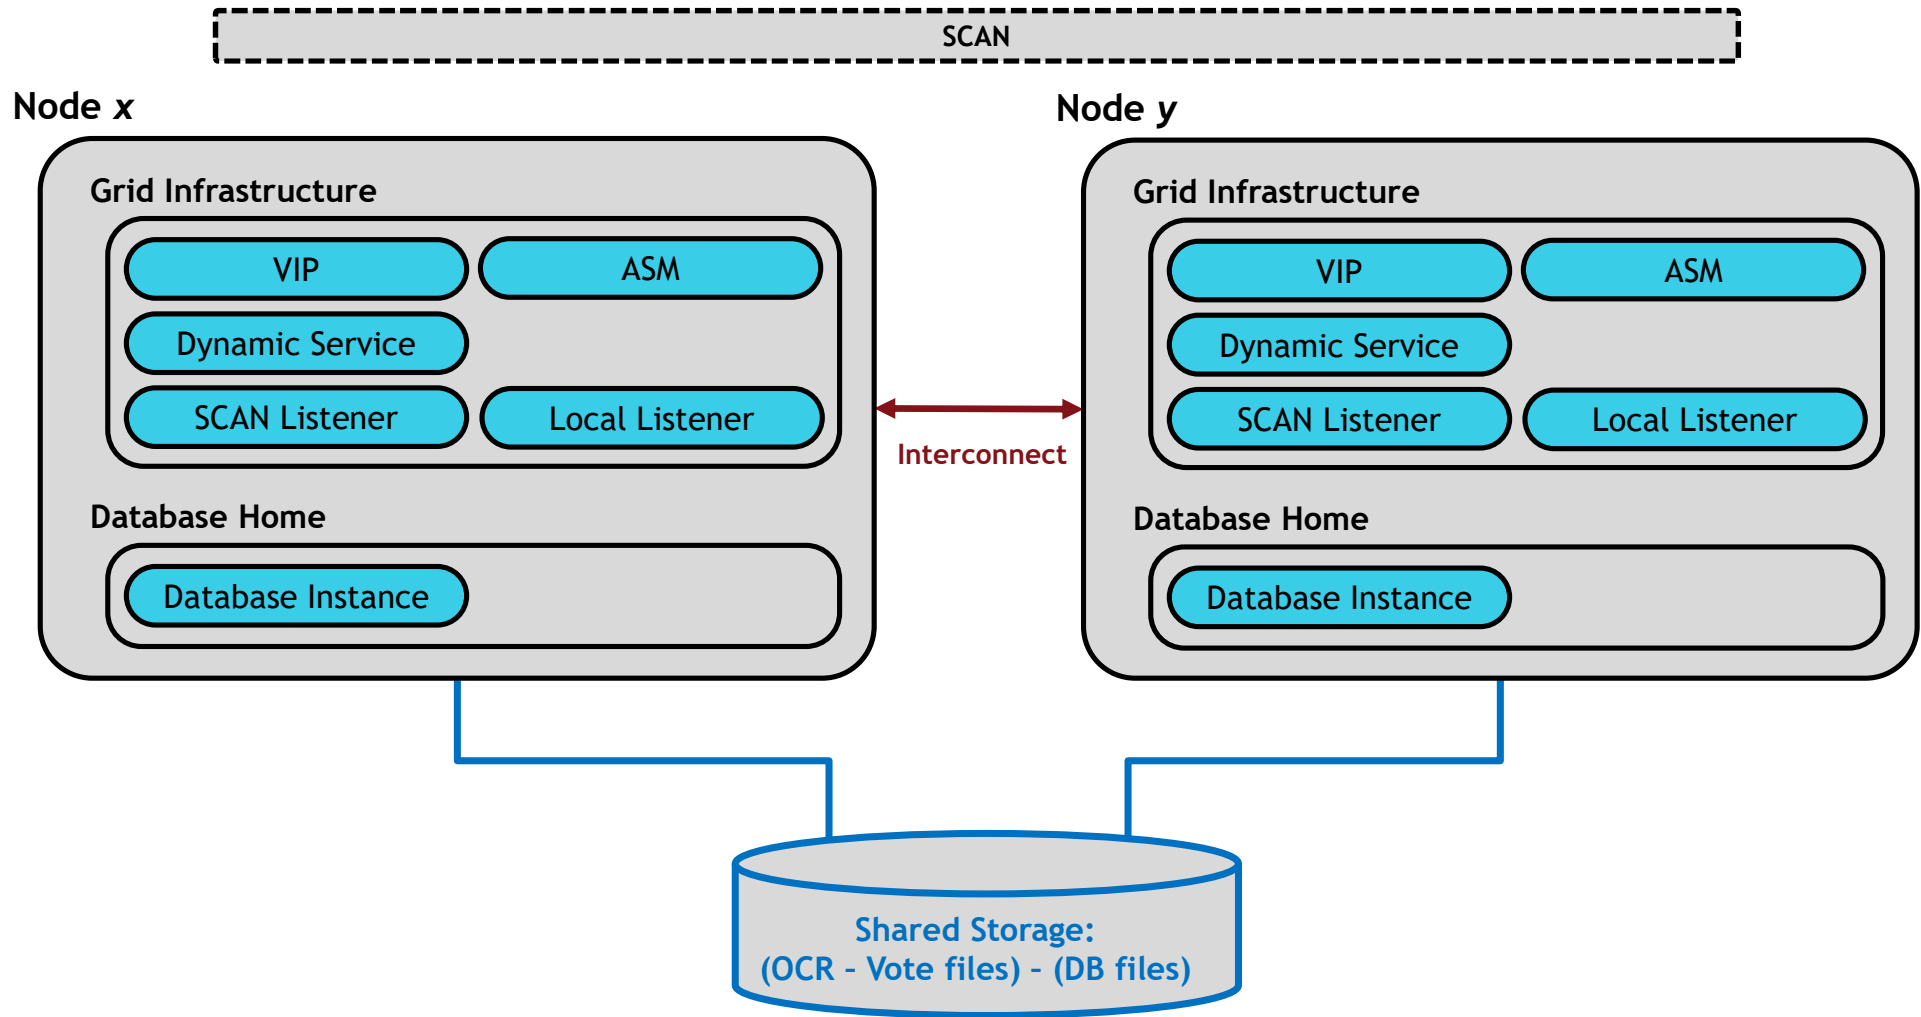 SCAN
Node x
Grid Infrastructure
VIP
ASM
Dynamic Service
SCAN Listener
Local Listener
Database Home
Database Instance
Interconnect
Node y
Grid Infrastructure
VIP
ASM
Dynamic Service
SCAN Listener
Local Listener
Database Home
Database Instance
Shared Storage:
(OCR – Vote files) – (DB files)